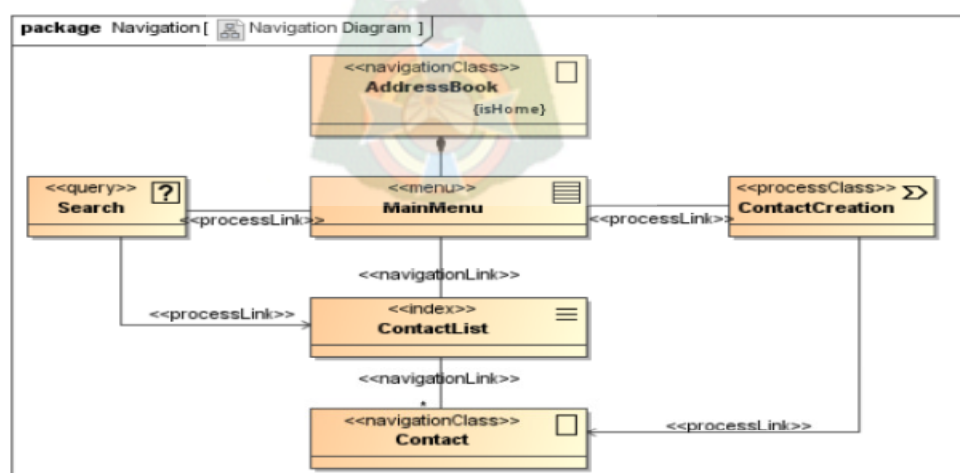 package Navigation [ Navigation Diagram ]
<<navigationClass>>
AddressBook
{isHome}
<<query>>
Search
?
<<processLink>>
<<menu>>
MainMenu
<<processLink>>
<<processClass>>
ContactCreation
<<navigationLink>>
<<processLink>>
<<index>>
ContactList
<<navigationLink>>
*
<<navigationClass>>
Contact
<<processLink>>